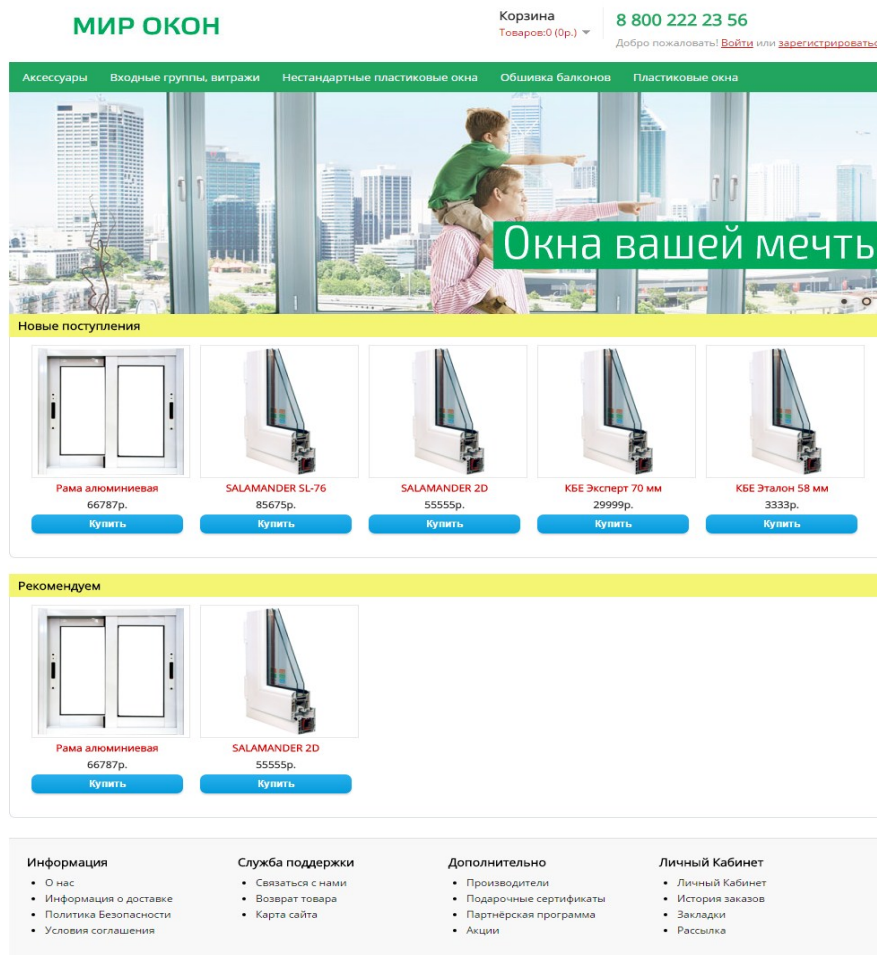 МИР ОКОН
Корзина
Товаров:0 (0р.)
8 800 222 23 56
Добро пожаловать! Войти или зарегистрироватьс
Аксессуары Входные группы, витражи Нестандартные пластиковые окна Обшивка балконов Пластиковые окна
Окна вашей мечты
Новые поступления
Рама алюминиевая SALAMANDER SL-76 SALAMANDER 2D КБЕ Эксперт 70 мм КБЕ Эталон 58 мм
66787р. 85675р. 55555р. 29999р. 3333р.
Купить Купить Купить Купить Купить
Рекомендуем
Рама алюминиевая SALAMANDER 2D
66787р. 55555р.
Купить Купить
Информация
О нас
Информация о доставке
Политика Безопасности
Условия соглашения
Служба поддержки
Связаться с нами
Возврат товара
Карта сайта
Дополнительно
Производители
Подарочные сертификаты
Партнёрская программа
Акции
Личный Кабинет
Личный Кабинет
История заказов
Закладки
Рассылка